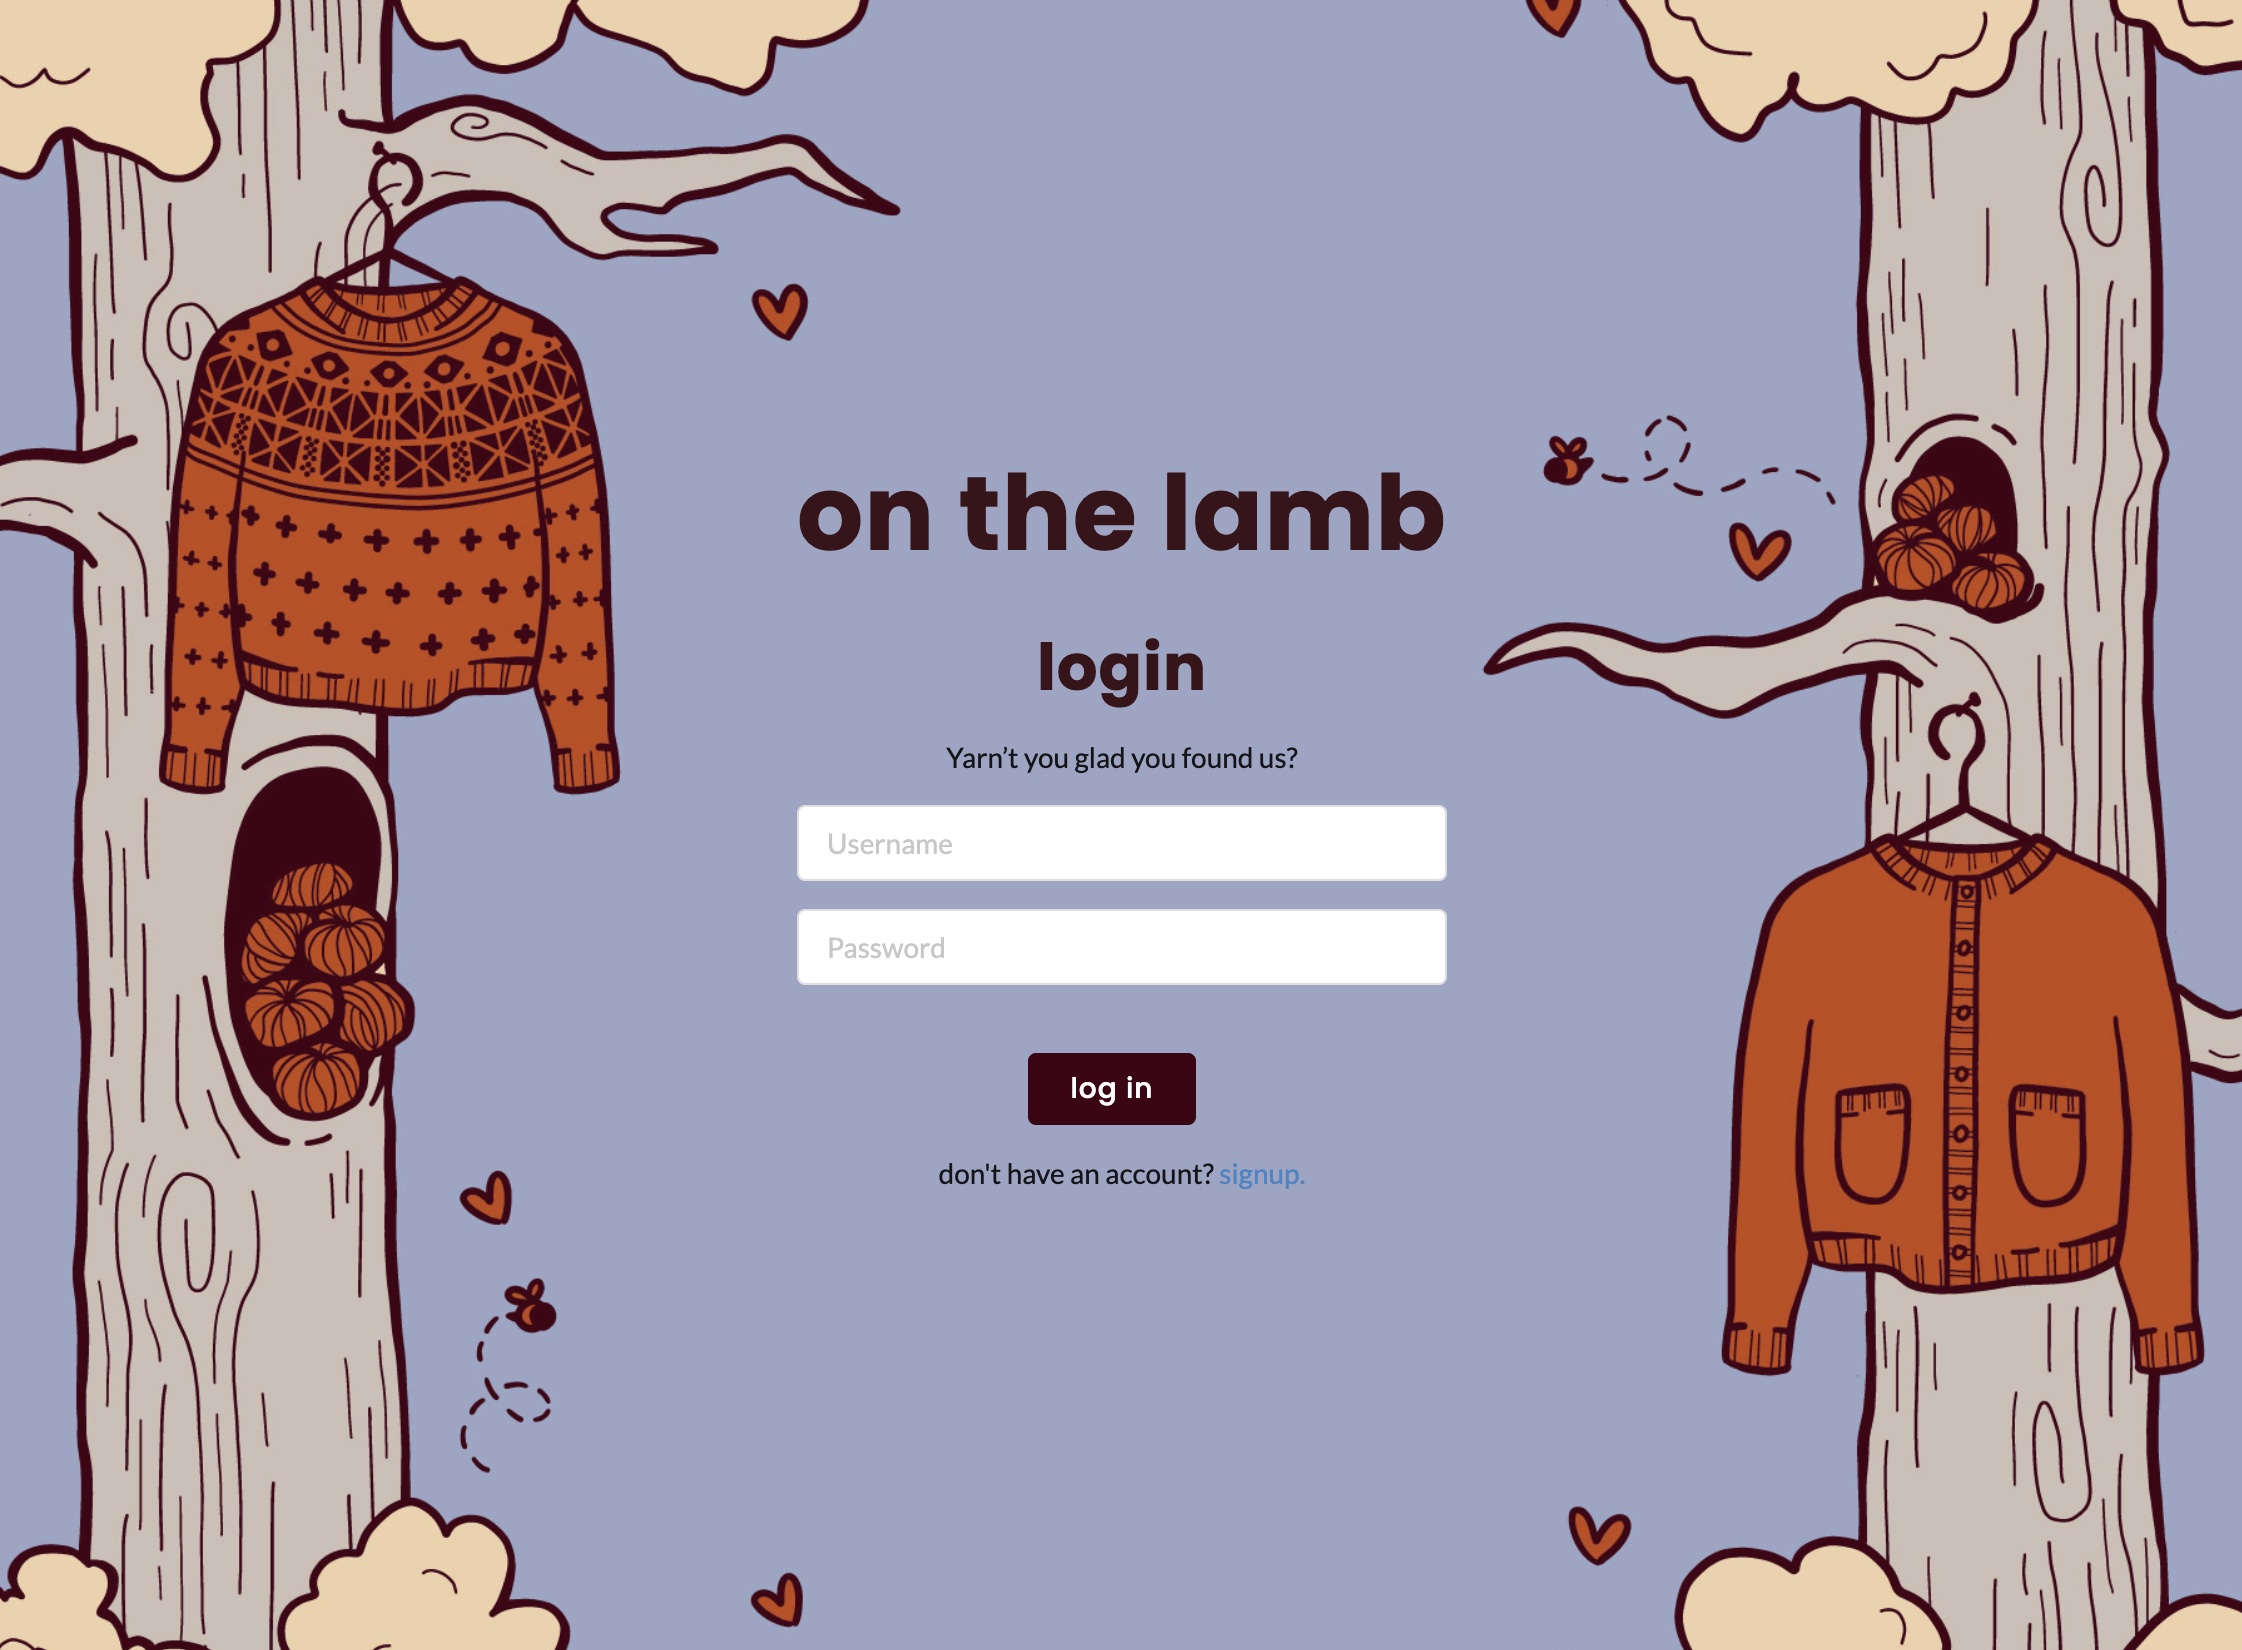 on the lamb
login
Yarn’t you glad you found us?
Username
Password
log in
don't have an account? signup.